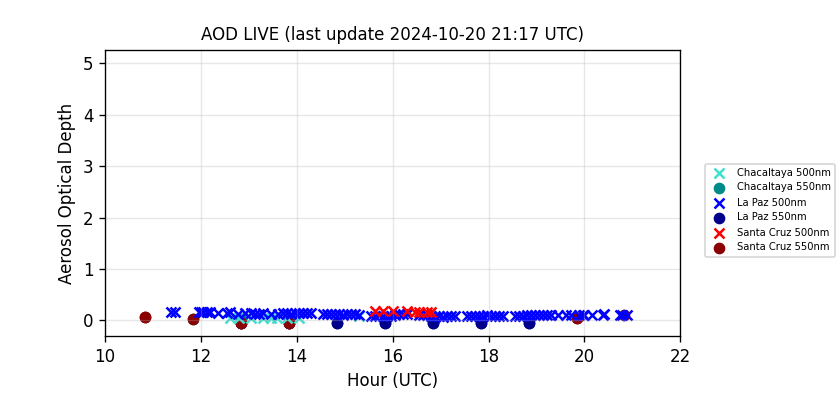 AOD LIVE (last update 2024-10-20 21:17 UTC)
Aerosol Optical Depth
5
4
3
2
1
0
10 12 14 16 18 20 22
Hour (UTC)
Chacaltaya 500nm
Chacaltaya 550nm
La Paz 500nm
La Paz 550nm
Santa Cruz 500nm
Santa Cruz 550nm